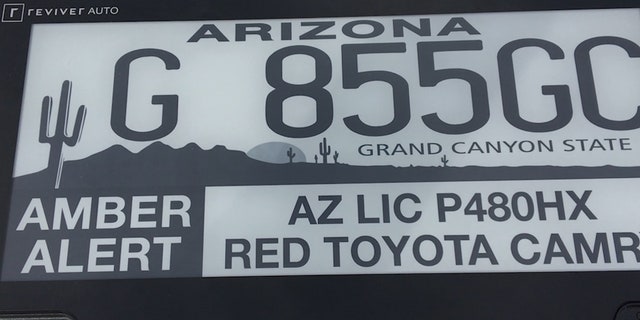 reviver AUTO
ARIZONA
G 855GC
GRAND CANYON STATE
AMBER ALERT
AZ LIC P480HX
RED TOYOTA CAMR